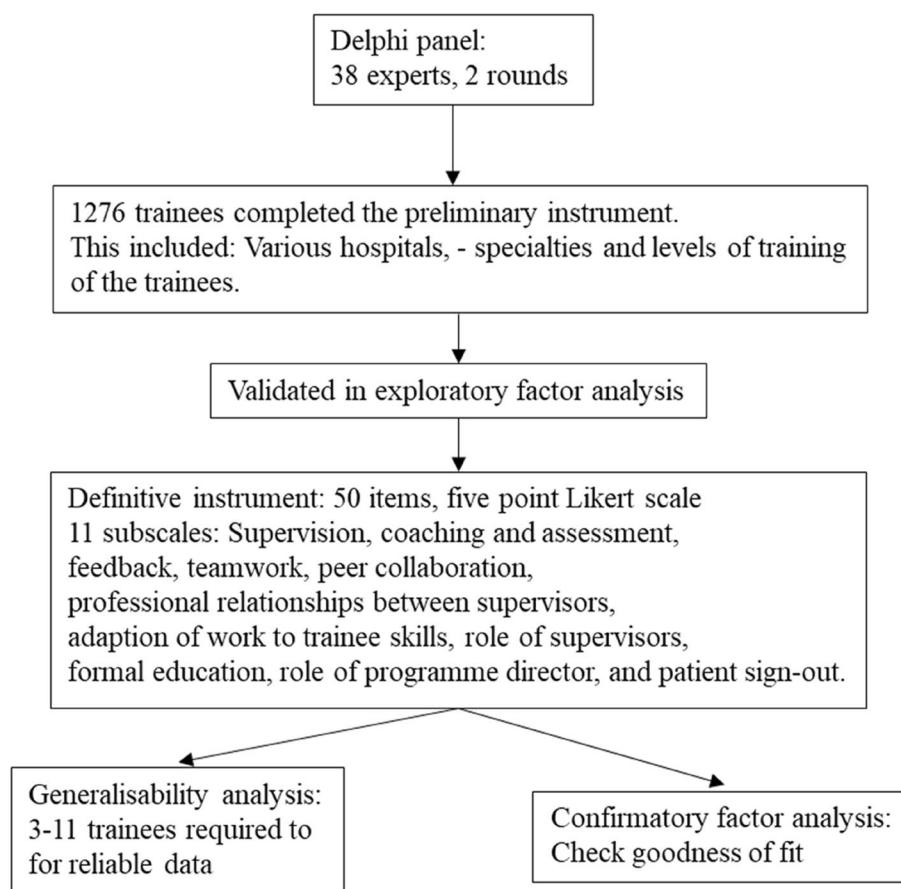 Delphi panel:
38 experts, 2 rounds
1276 trainees completed the preliminary instrument.
This included: Various hospitals, - specialties and levels of training
of the trainees.
Validated in exploratory factor analysis
Definitive instrument: 50 items, five point Likert scale
11 subscales: Supervision, coaching and assessment,
feedback, teamwork, peer collaboration,
professional relationships between supervisors,
adaption of work to trainee skills, role of supervisors,
formal education, role of programme director, and patient sign-out.
Generalisability analysis:
3-11 trainees required to
for reliable data
Confirmatory factor analysis:
Check goodness of fit